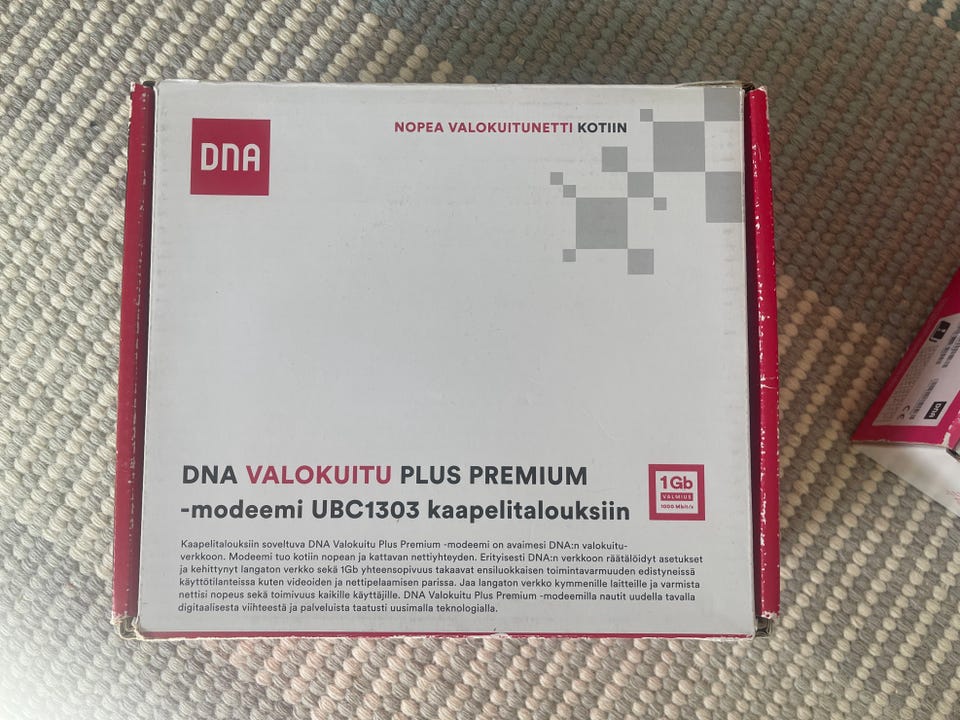 DNA
NOPEA VALOKUITUNETTI KOTIIN
DNA VALOKUITU PLUS PREMIUM
-modeemi UBC1303 kaapelitalouksiin
1Gb
VALMIUS
1000 Mbit/s
Kaapelitalouksiin soveltuva DNA Valokuitu Plus Premium -modeemi on avaimesi DNA:n valokuitu-
verkkoon. Modeemi tuo kotiin nopean ja kattavan nettiyhteyden. Erityisesti DNA:n verkkoon räätälöidyt asetukset
ja kehittynyt langaton verkko sekä 1Gb yhteensopivuus takaavat ensiluokkaisen toimintavarmuuden edistyneissä
käyttötilanteissa kuten videoiden ja nettipelaamisen parissa. Jaa langaton verkko kymmenille laitteille ja varmista
nettisi nopeus sekä toimivuus kaikille käyttäjille. DNA Valokuitu Plus Premium -modeemilla nautit uudella tavalla
digitaalisesta viihteestä ja palveluista taatusti uusimalla teknologialla.
DNA